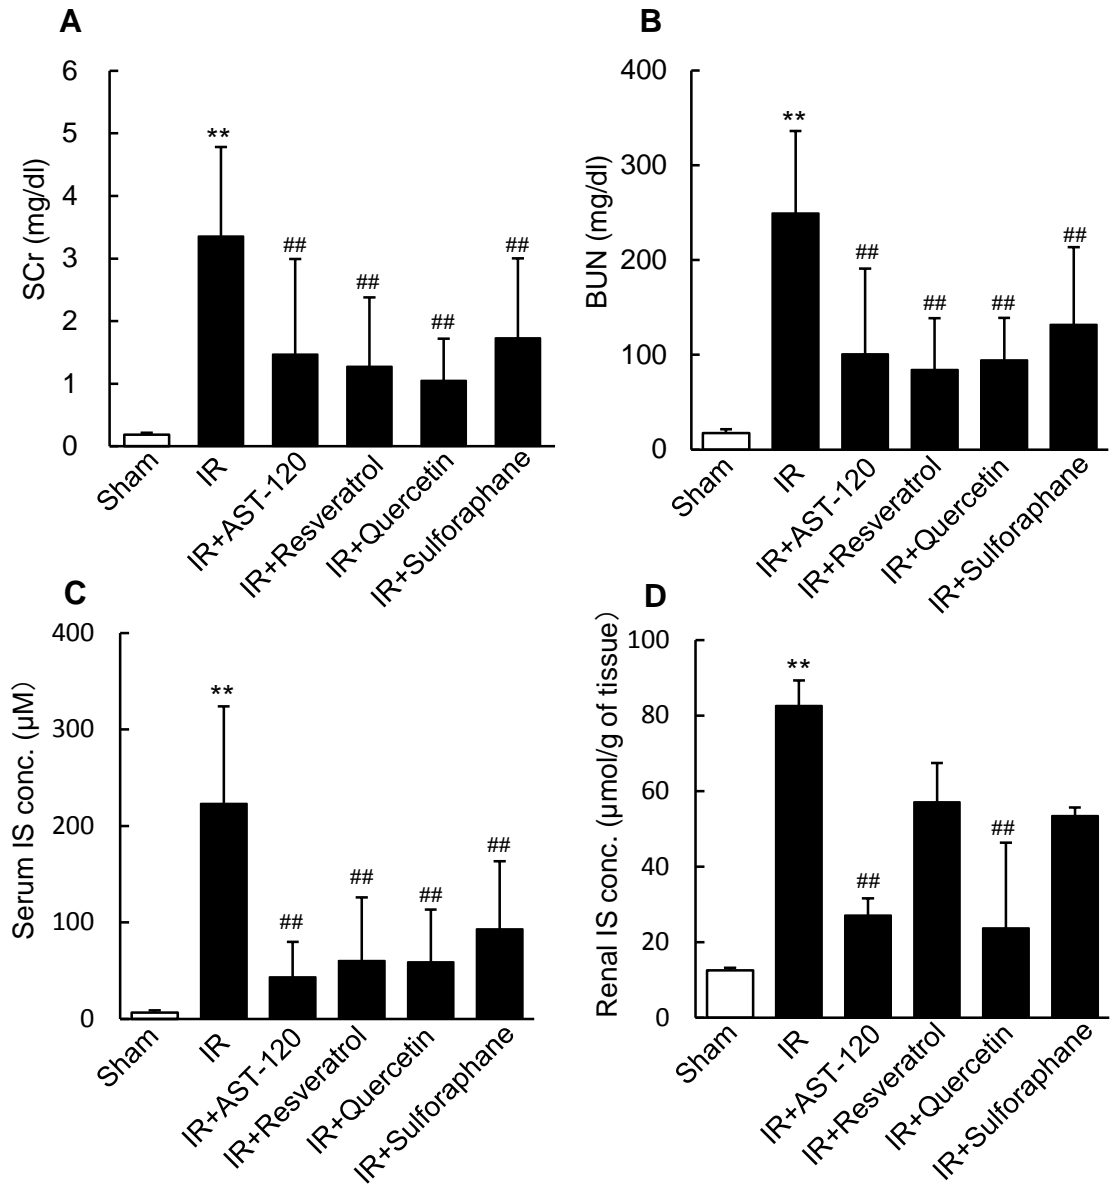 A
SCr (mg/dl)
6
5
4
3
2
1
0
**
##
##
##
##
Sham
IR
IR+AST-120
IR+Resveratrol
IR+Quercetin
IR+Sulforaphane
B
BUN (mg/dl)
400
300
200
100
0
**
##
##
##
##
Sham
IR
IR+AST-120
IR+Resveratrol
IR+Quercetin
IR+Sulforaphane
C
Serum IS conc. (μM)
400
300
200
100
0
**
##
##
##
##
Sham
IR
IR+AST-120
IR+Resveratrol
IR+Quercetin
IR+Sulforaphane
D
Renal IS conc. (μmol/g of tissue)
100
80
60
40
20
0
**
##
##
Sham
IR
IR+AST-120
IR+Resveratrol
IR+Quercetin
IR+Sulforaphane